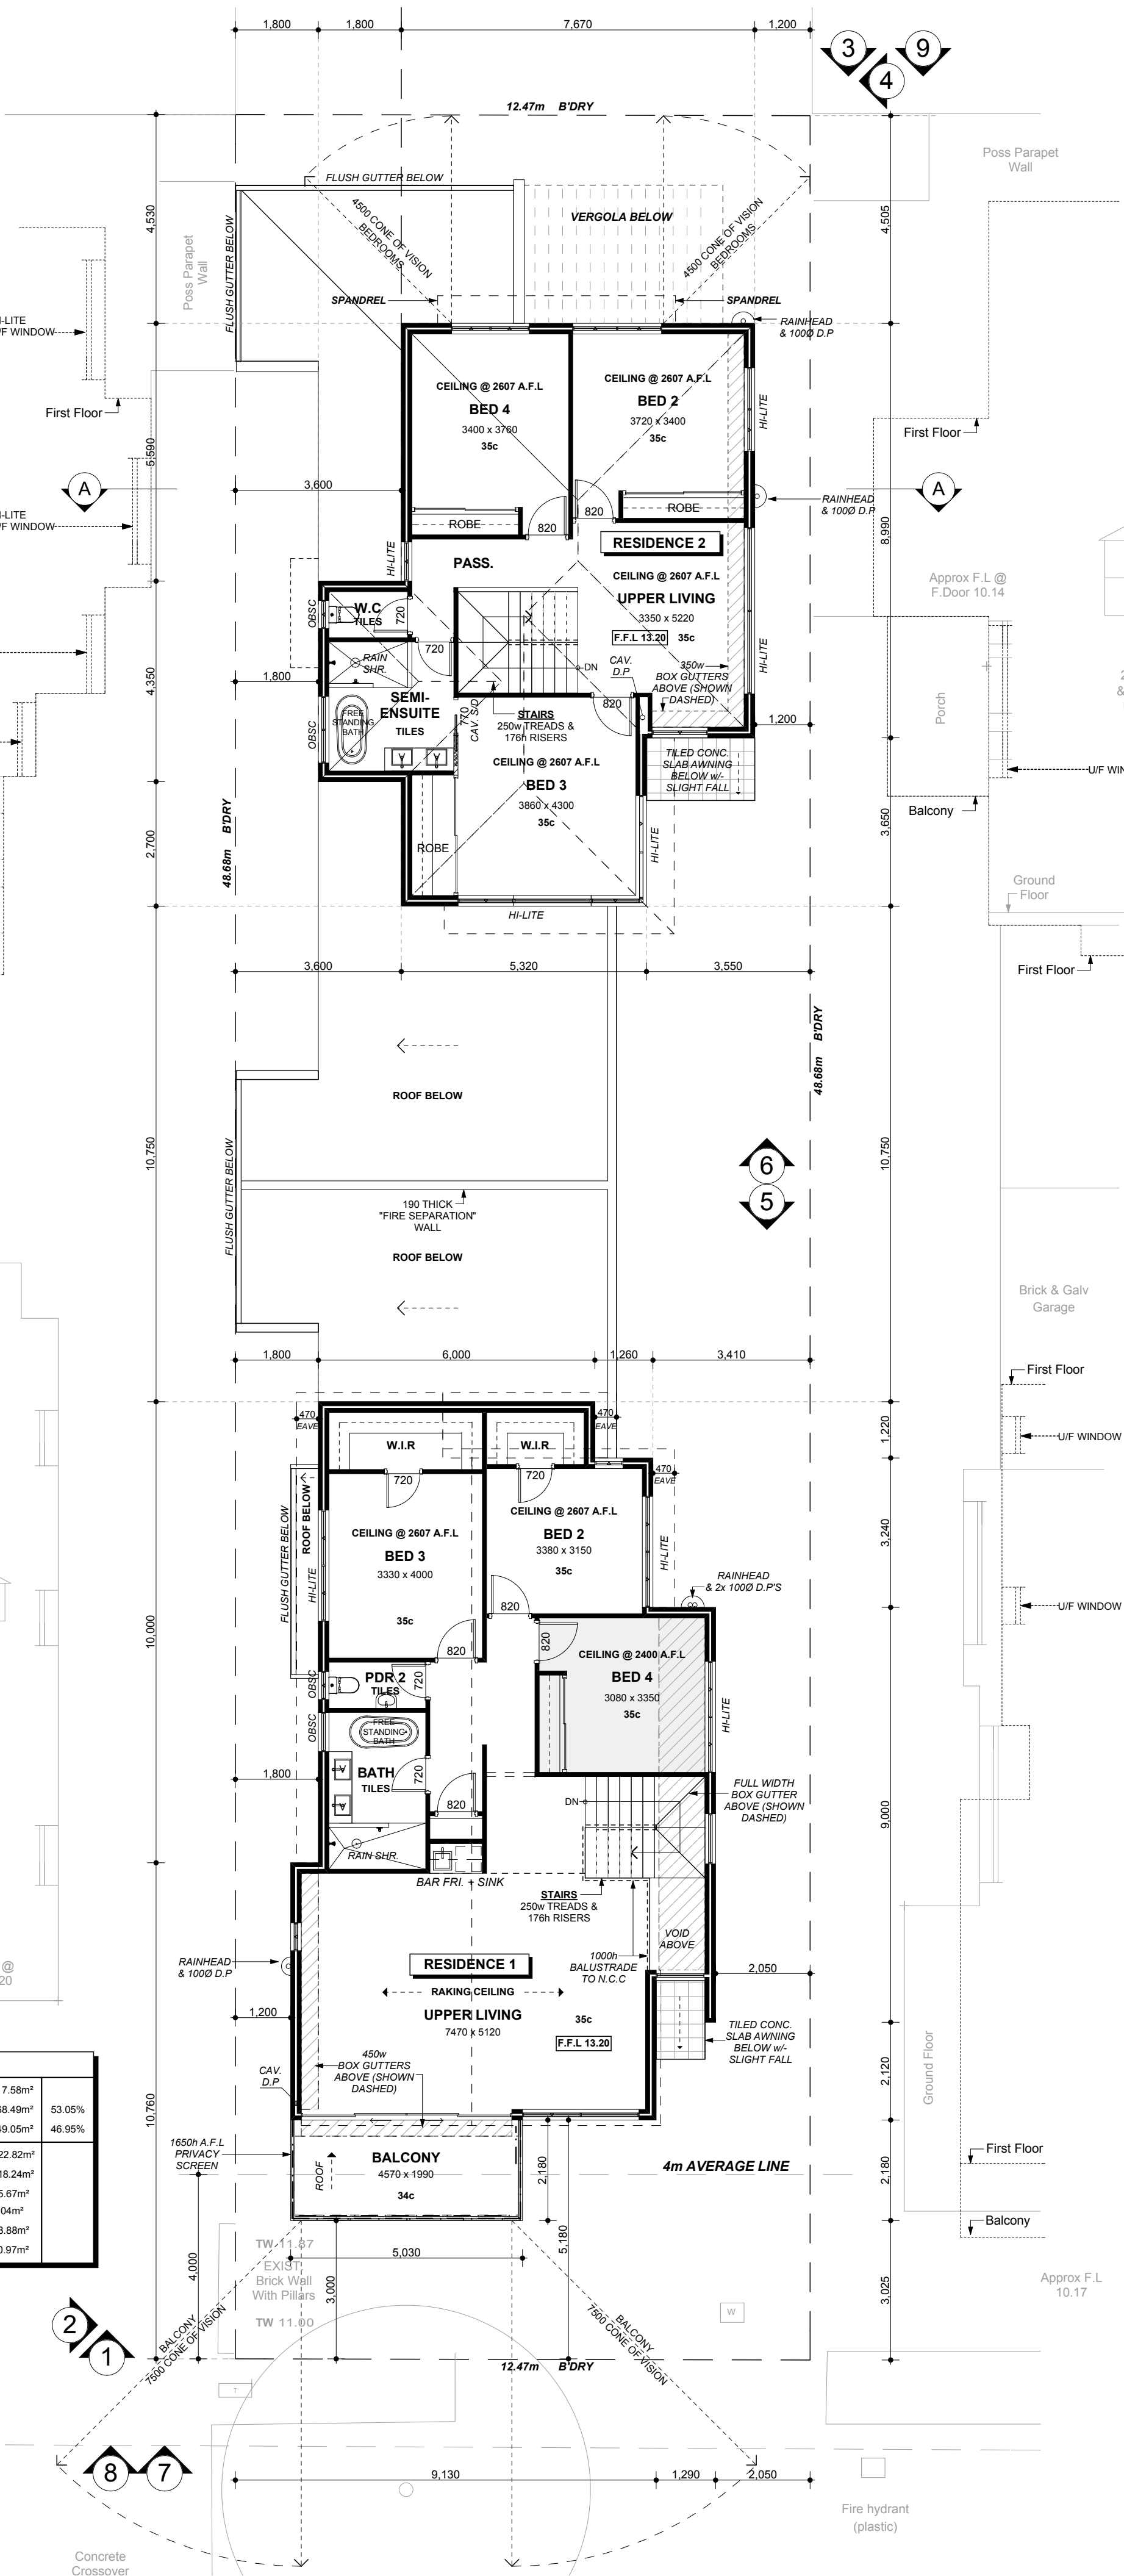 1,800
1,800
7,670
1,200
3
9
4
12.47m B'DRY
Poss Parapet
Wall
FLUSH GUTTER BELOW
4,530
4,505
4500 CONE OF VISION
BEDROOMS
VERGOLA BELOW
4500 CONE OF VISION
BEDROOMS
Poss Parapet
Wall
FLUSH GUTTER BELOW
SPANDREL
SPANDREL
RAINHEAD
& 100Ø D.P
I-LITE
/F WINDOW
First Floor
CEILING @ 2607 A.F.L
BED 4
3400 x 3760
35c
CEILING @ 2607 A.F.L
BED 2
3720 x 3400
35c
HI-LITE
First Floor
5,590
A
A
3,600
I-LITE
/F WINDOW
ROBE
820
820
ROBE
RAINHEAD
& 100Ø D.P
8,990
RESIDENCE 2
HI-LITE
PASS.
CEILING @ 2607 A.F.L
UPPER LIVING
3350 x 5220
F.F.L 13.20
35c
Approx F.L @
F.Door 10.14
OBSC
W.C
TILES
720
RAIN
SHR.
720
DN
CAV.
D.P
350w
BOX GUTTERS
ABOVE (SHOWN
DASHED)
HI-LITE
4,350
1,800
SEMI-
ENSUITE
TILES
FREE
STANDING
BATH
OBSC
770
CAV. S/D
STAIRS
250w TREADS &
176h RISERS
820
1,200
Porch
TILED CONC.
SLAB AWNING
BELOW w/-
SLIGHT FALL
CEILING @ 2607 A.F.L
BED 3
3860 x 4300
35c
U/F WIN
Balcony
48.68m B'DRY
2,700
3,650
ROBE
HI-LITE
HI-LITE
Ground
Floor
3,600
5,320
3,550
First Floor
48.68m B'DRY
ROOF BELOW
10,750
10,750
FLUSH GUTTER BELOW
6
5
190 THICK
"FIRE SEPARATION"
WALL
ROOF BELOW
Brick & Galv
Garage
1,800
6,000
1,260
3,410
First Floor
470
EAVE
470
EAVE
1,220
W.I.R
W.I.R
U/F WINDOW
720
720
470
EAVE
ROOF BELOW
FLUSH GUTTER BELOW
HI-LITE
CEILING @ 2607 A.F.L
BED 3
3330 x 4000
35c
CEILING @ 2607 A.F.L
BED 2
3380 x 3150
35c
HI-LITE
3,240
RAINHEAD
& 2x 100Ø D.P'S
820
U/F WINDOW
10,000
820
820
CEILING @ 2400 A.F.L
BED 4
3080 x 3350
35c
OBSC
PDR 2
TILES
720
HI-LITE
OBSC
FREE
STANDING
BATH
1,800
BATH
TILES
720
820
DN
FULL WIDTH
BOX GUTTER
ABOVE (SHOWN
DASHED)
9,000
RAIN SHR.
BAR FRI. + SINK
STAIRS
250w TREADS &
176h RISERS
VOID
ABOVE
RAINHEAD
& 100Ø D.P
RESIDENCE 1
1000h
BALUSTRADE
TO N.C.C
2,050
@
20
RAKING CEILING
UPPER LIVING
7470 x 5120
35c
F.F.L 13.20
1,200
TILED CONC.
SLAB AWNING
BELOW w/-
SLIGHT FALL
450w
BOX GUTTERS
ABOVE (SHOWN
DASHED)
CAV.
D.P
Ground Floor
2,120
7.58m²
68.49m² 53.05%
49.05m² 46.95%
22.82m²
18.24m²
5.67m²
04m²
3.88m²
0.97m²
10,760
1650h A.F.L
PRIVACY
SCREEN
BALCONY
4570 x 1990
34c
ROOF
2,180
4m AVERAGE LINE
2,180
First Floor
Balcony
TW 11.87
EXIST
Brick Wall
With Pillars
TW 11.00
5,030
5,180
4,000
3,000
3,025
Approx F.L
10.17
W
2
1
BALCONY
7500 CONE OF VISION
BALCONY
7500 CONE OF VISION
12.47m B'DRY
T
8
7
9,130
1,290
2,050
Fire hydrant
(plastic)
Concrete
Crossover